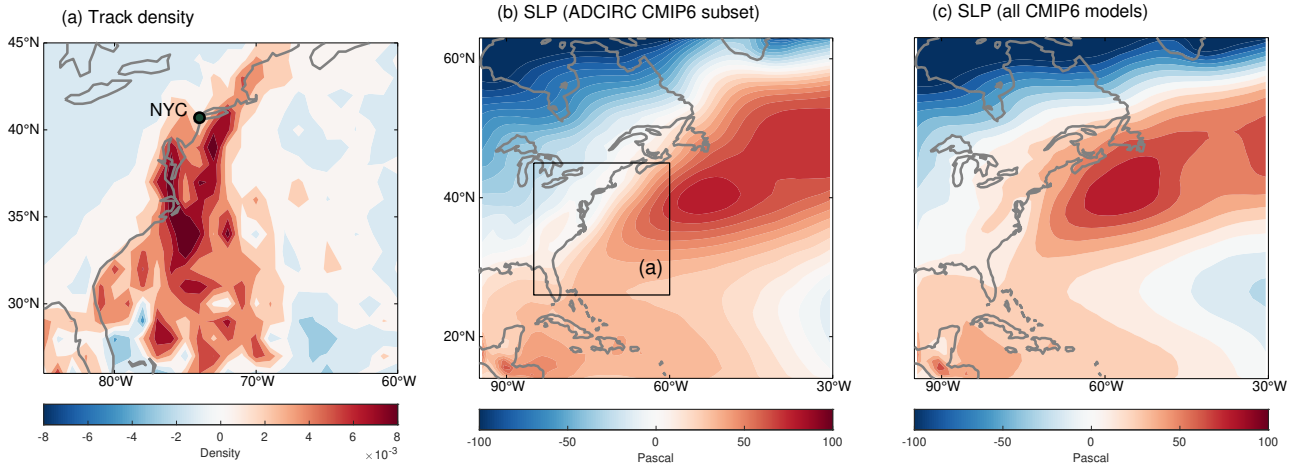 (a) Track density
45°N
40°N
35°N
30°N
80°W
70°W
60°W
NYC
-8
-6
-4
-2
0
2
4
6
8
Density
×10⁻³
(b) SLP (ADCIRC CMIP6 subset)
60°N
40°N
20°N
90°W
60°W
30°W
(a)
-100
-50
0
50
100
Pascal
(c) SLP (all CMIP6 models)
90°W
60°W
30°W
-100
-50
0
50
100
Pascal